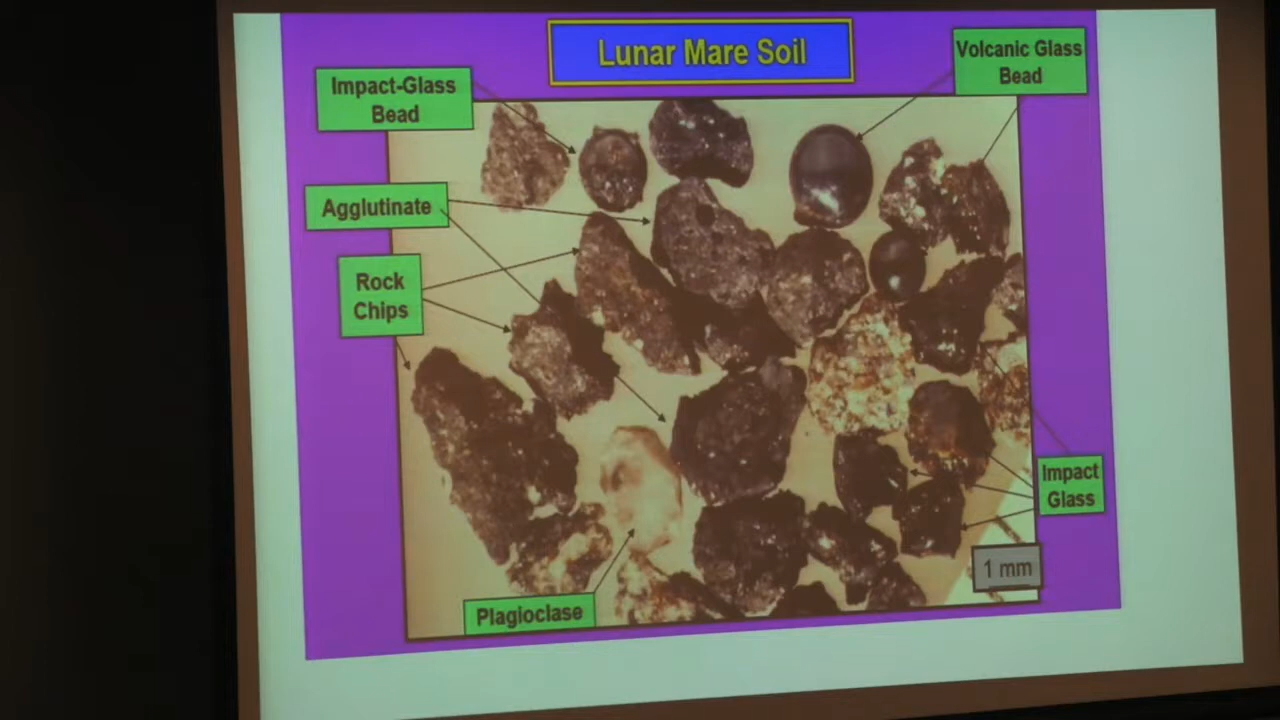 Lunar Mare Soil
Volcanic Glass
Bead
Impact-Glass
Bead
Agglutinate
Rock
Chips
Impact
Glass
1 mm
Plagioclase